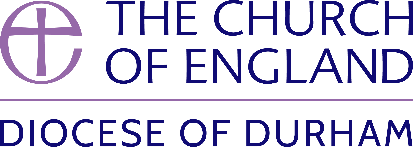 THE CHURCH
OF ENGLAND
DIOCESE OF DURHAM